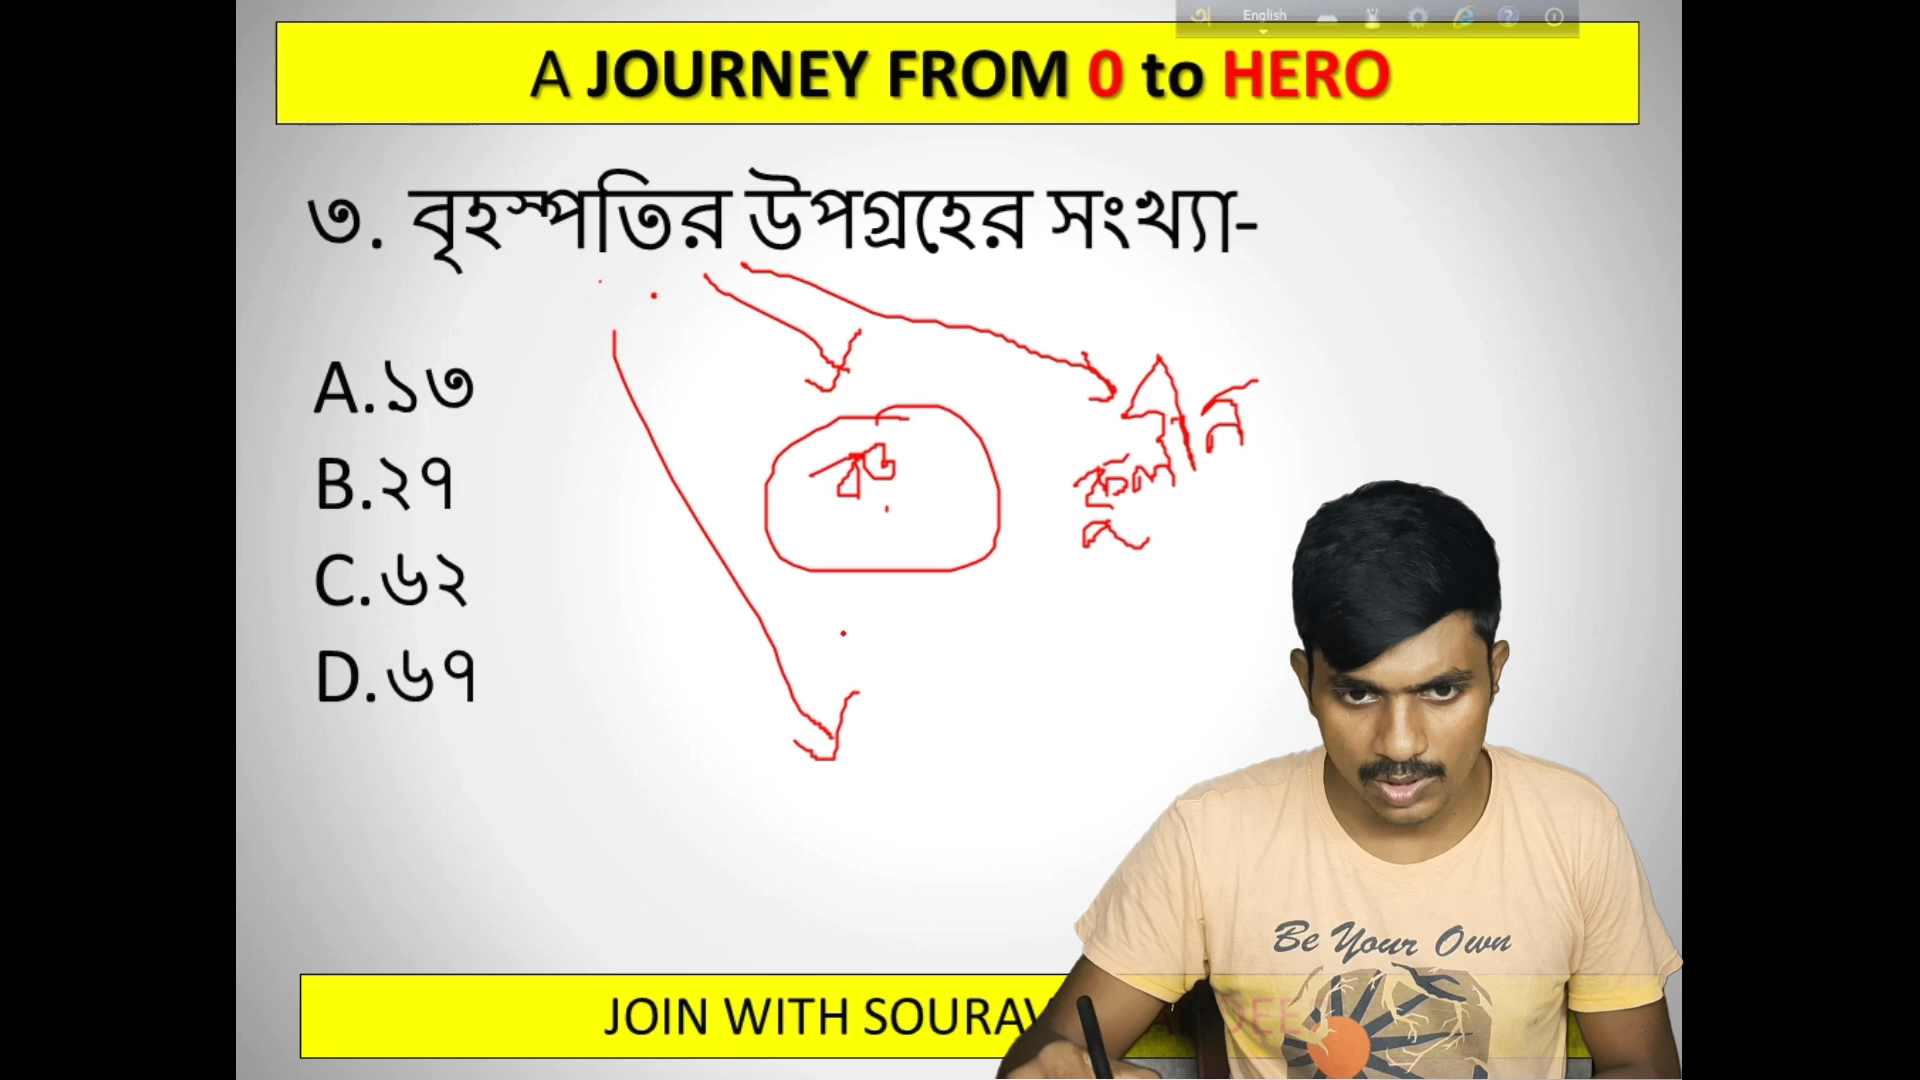 English
A JOURNEY FROM 0 to HERO
৩. বৃহস্পতির উপগ্রহের সংখ্যা-
A.১৩
B.২৭
C.৬২
D.৬৭
Be Your Own
JOIN WITH SOURAV